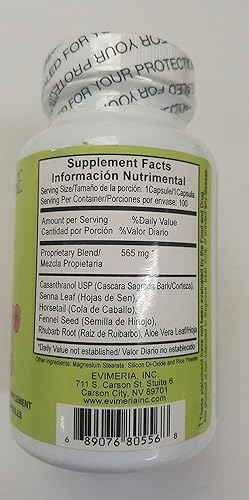 SEALED FOR YOUR PROTECTION
Supplement Facts
Información Nutrimental
Serving Size/Tamaño de la porción: 1Capsule/1Capsula
Serving Per Container/Porciones por envase: 100
Amount per Serving %Daily Value
Cantidad por Porción %Valor Diario
Proprietary Blend/ 565 mg *
Mezcla Propietaria
Casanthranol USP (Cascara Sagrada Bark/Corteza),
Senna Leaf (Hojas de Sen),
Horsetail (Cola de Caballo),
Fennel Seed (Semilla de Hinojo),
Rhubarb Root (Raiz de Ruibarbo), Aloe Vera Leaf/Hoja
*Daily Value not established/ Valor Diario no establecido
Other Ingredients: Magnesium Stearate, Silicon Di-Oxide and Rice Powder
EVIMERIA, INC
711 S. Carson St. Stuite 6
Carson City, NV 89701
www.evimeriainc.com
6 89076 80556 8